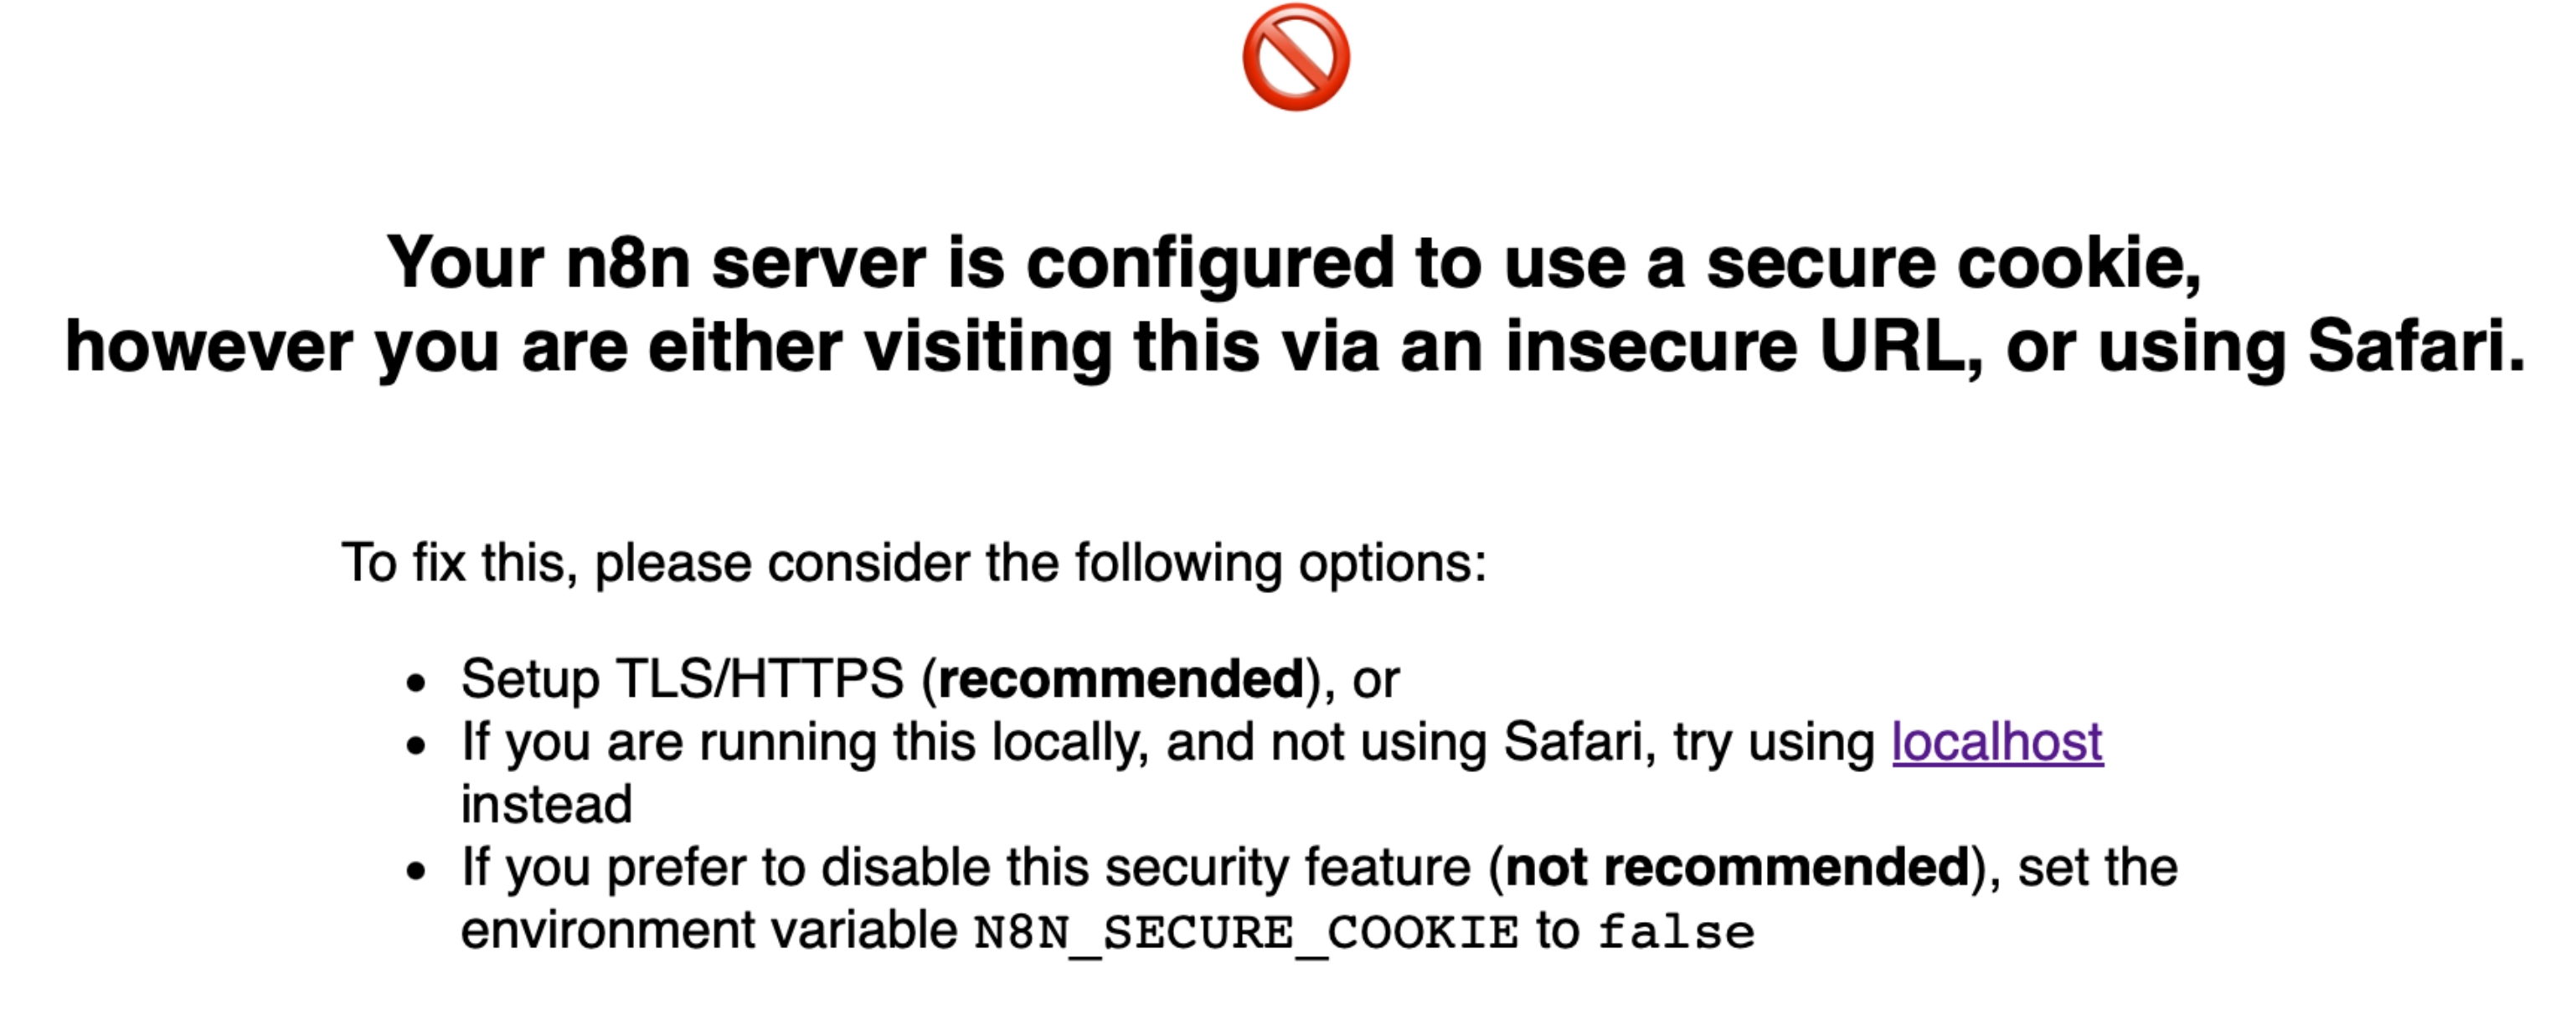 Your n8n server is configured to use a secure cookie,
however you are either visiting this via an insecure URL, or using Safari.
To fix this, please consider the following options:
• Setup TLS/HTTPS (recommended), or
• If you are running this locally, and not using Safari, try using localhost
instead
• If you prefer to disable this security feature (not recommended), set the
environment variable N8N_SECURE_COOKIE to false